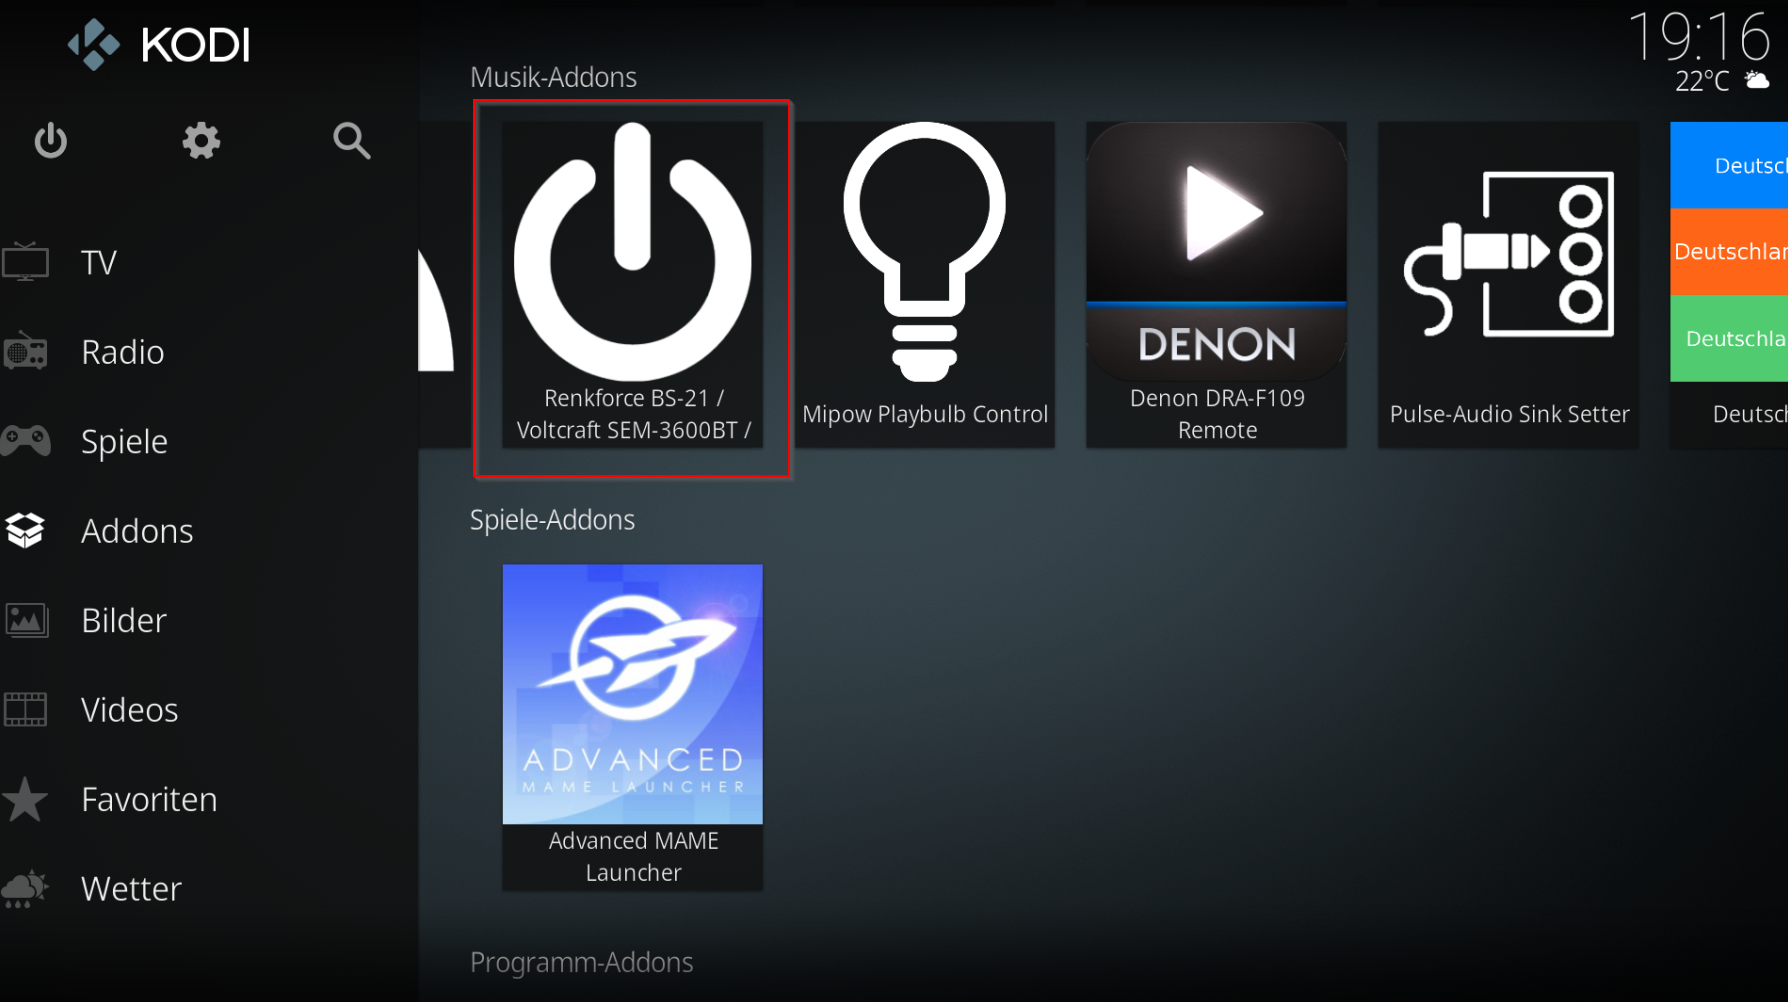 KODI
19:16
22°C
TV
Radio
Spiele
Addons
Bilder
Videos
Favoriten
Wetter
Musik-Addons
Renkforce BS-21 /
Voltcraft SEM-3600BT /
Mipow Playbulb Control
DENON
Denon DRA-F109
Remote
Pulse-Audio Sink Setter
Deutsc
Deutschlan
Deutschla
Deutsc
Spiele-Addons
ADVANCED
MAME LAUNCHER
Advanced MAME
Launcher
Programm-Addons